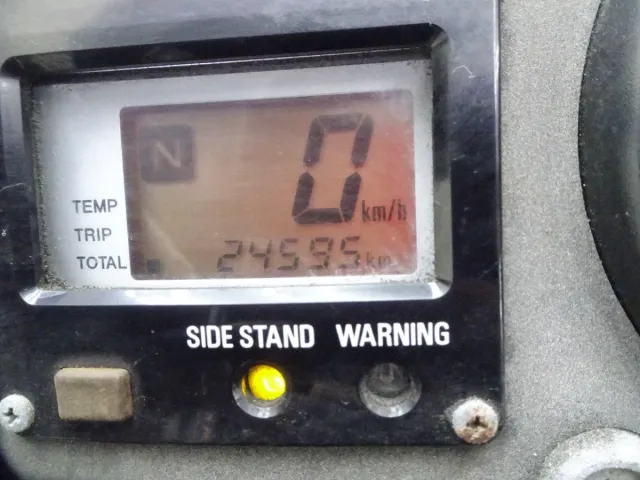 N 0 km/h
TEMP
TRIP
TOTAL 24595 km
SIDE STAND WARNING